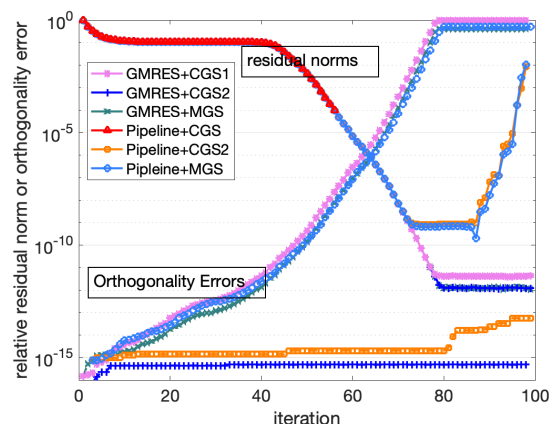 relative residual norm or orthogonality error
10^0
10^-5
10^-10
10^-15
residual norms
GMRES+CGS1
GMRES+CGS2
GMRES+MGS
Pipeline+CGS
Pipeline+CGS2
Pipleine+MGS
Orthogonality Errors
0 20 40 60 80 100
iteration